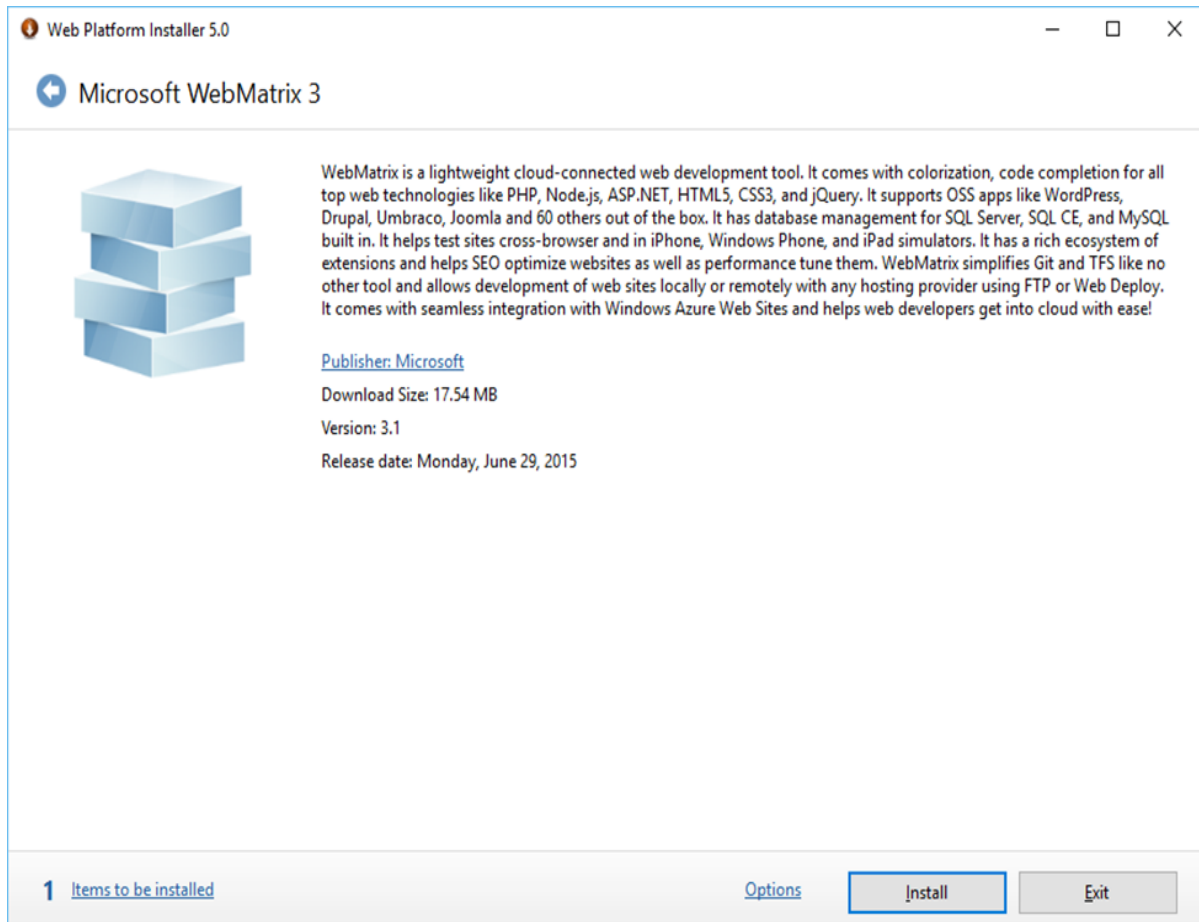 Web Platform Installer 5.0
Microsoft WebMatrix 3
WebMatrix is a lightweight cloud-connected web development tool. It comes with colorization, code completion for all
top web technologies like PHP, Node.js, ASP.NET, HTML5, CSS3, and jQuery. It supports OSS apps like WordPress,
Drupal, Umbraco, Joomla and 60 others out of the box. It has database management for SQL Server, SQL CE, and MySQL
built in. It helps test sites cross-browser and in iPhone, Windows Phone, and iPad simulators. It has a rich ecosystem of
extensions and helps SEO optimize websites as well as performance tune them. WebMatrix simplifies Git and TFS like no
other tool and allows development of web sites locally or remotely with any hosting provider using FTP or Web Deploy.
It comes with seamless integration with Windows Azure Web Sites and helps web developers get into cloud with ease!
Publisher: Microsoft
Download Size: 17.54 MB
Version: 3.1
Release date: Monday, June 29, 2015
1 Items to be installed Options Install Exit